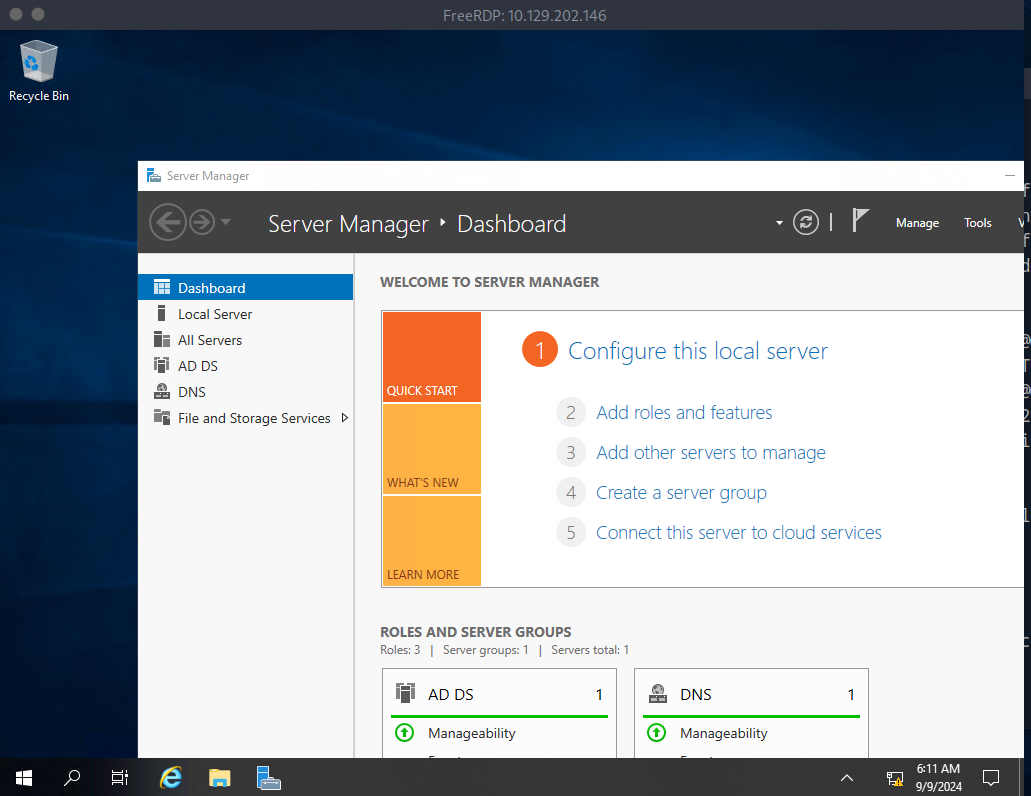 FreeRDP: 10.129.202.146
Recycle Bin
Server Manager
Server Manager Dashboard
Manage
Tools
Dashboard
Local Server
All Servers
AD DS
DNS
File and Storage Services
WELCOME TO SERVER MANAGER
QUICK START
WHAT'S NEW
LEARN MORE
1 Configure this local server
2 Add roles and features
3 Add other servers to manage
4 Create a server group
5 Connect this server to cloud services
ROLES AND SERVER GROUPS
Roles: 3 | Server groups: 1 | Servers total: 1
AD DS 1
Manageability
DNS 1
Manageability
6:11 AM
9/9/2024